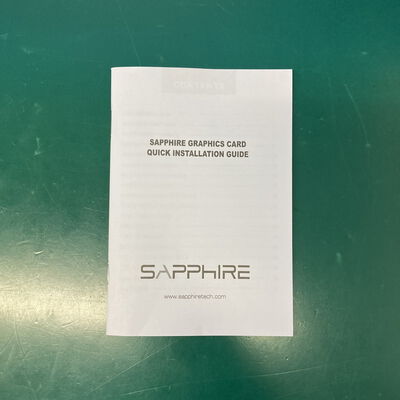 SAPPHIRE GRAPHICS CARD
QUICK INSTALLATION GUIDE
SAPPHIRE
www.sapphiretech.com